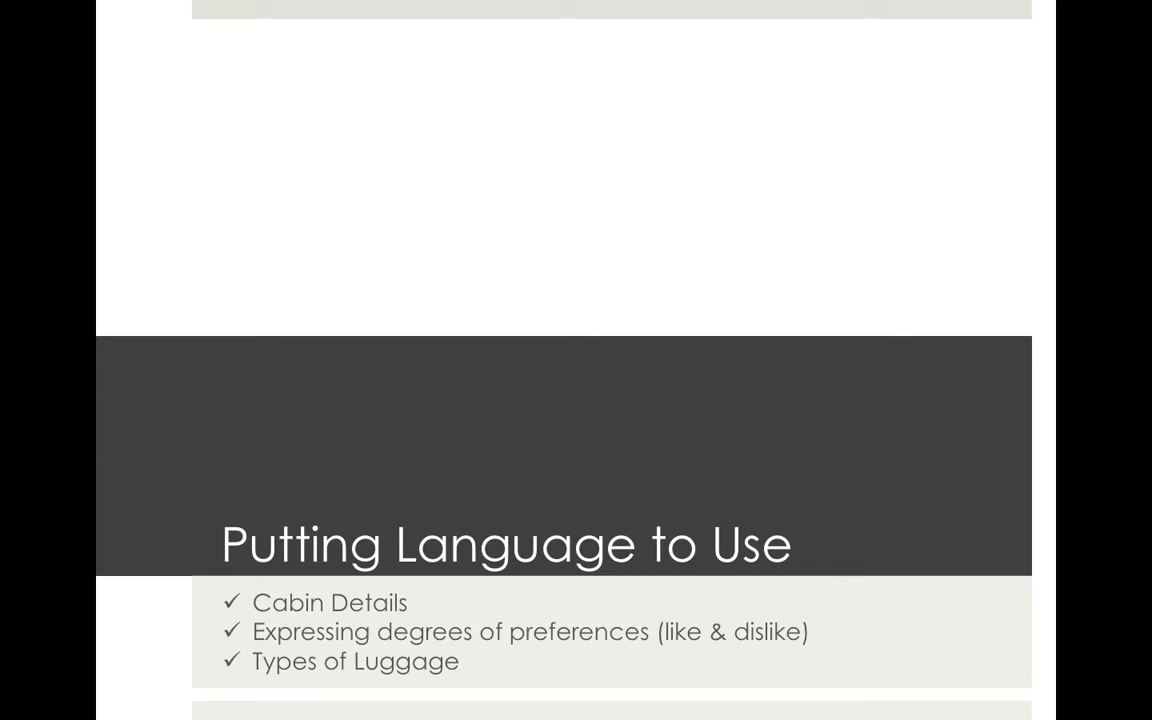 Putting Language to Use
✓ Cabin Details
✓ Expressing degrees of preferences (like & dislike)
✓ Types of Luggage